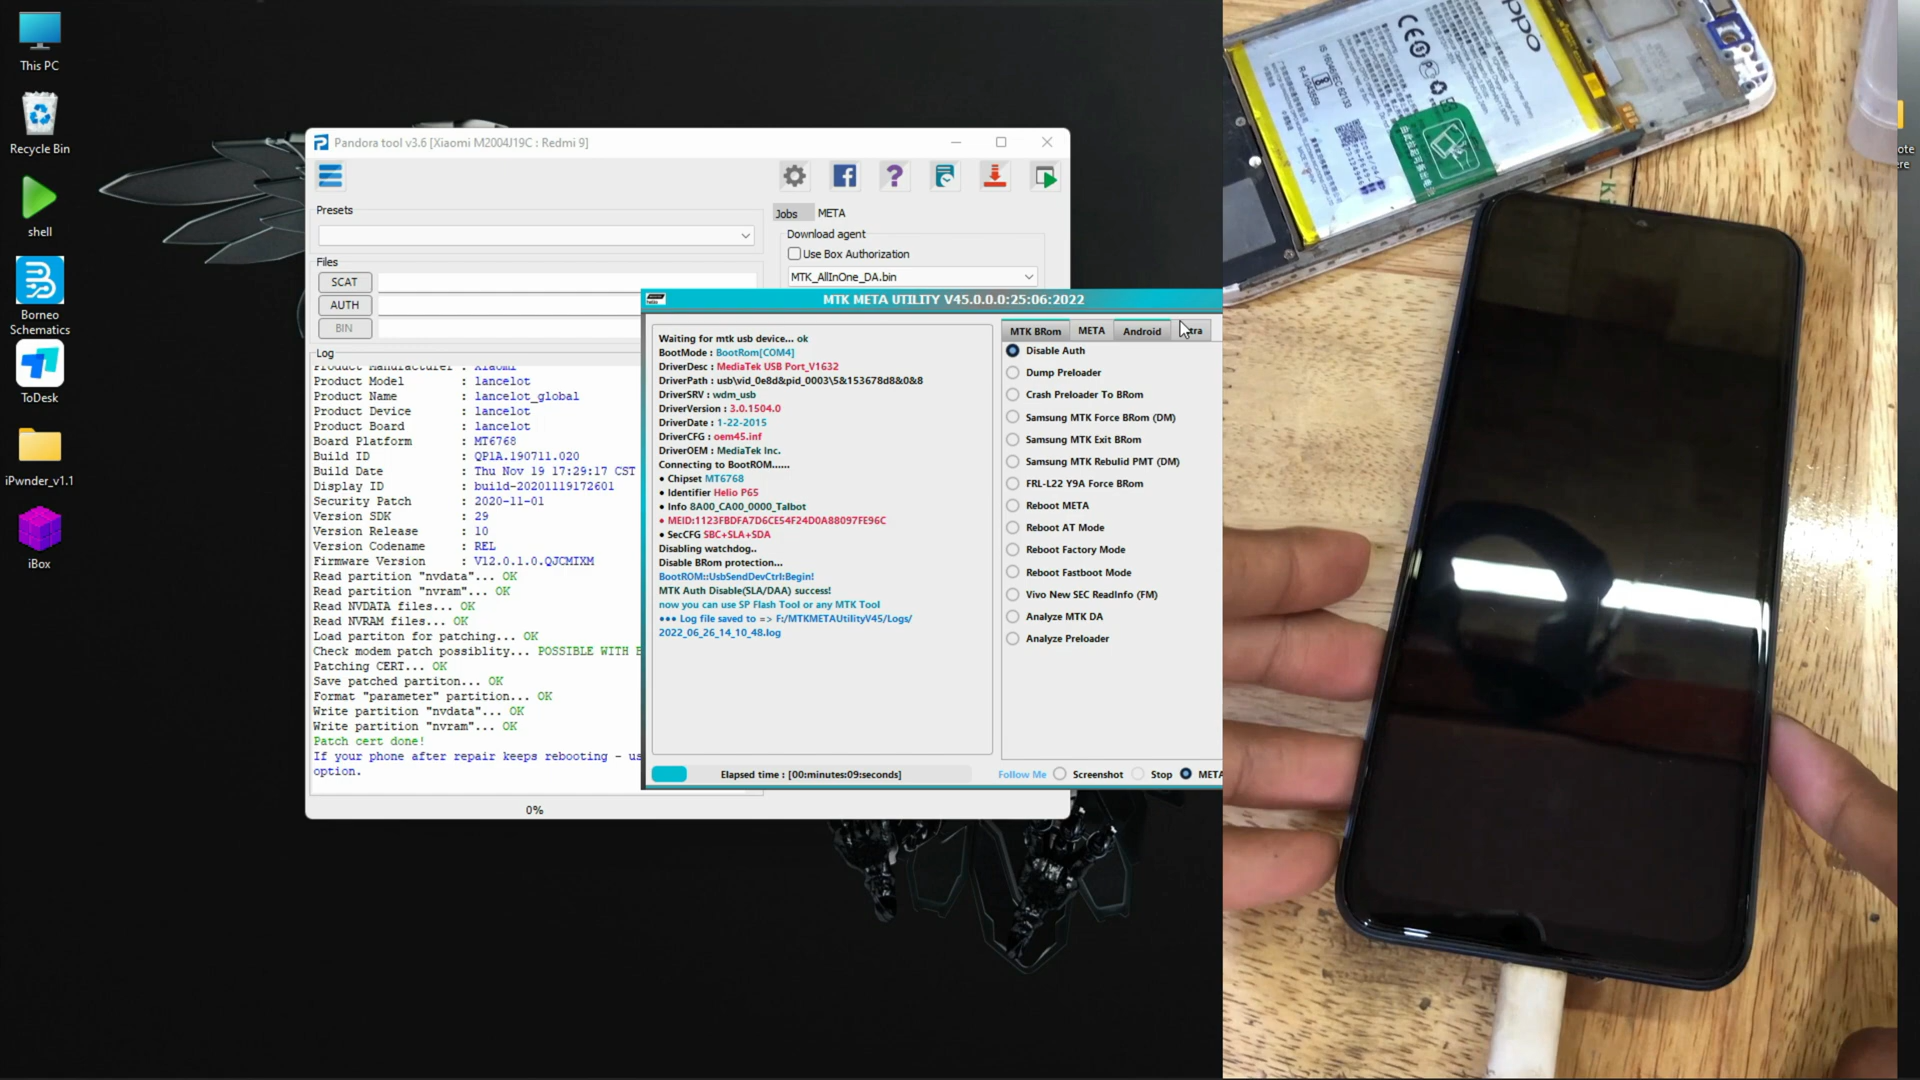 This PC
Recycle Bin
shell
Borneo
Schematics
ToDesk
iPwnder_v1.1
iBox
Pandora tool v3.6 [Xiaomi M2004J19C : Redmi 9]
Presets
Files
SCAT
AUTH
BIN
Jobs
META
Download agent
Use Box Authorization
MTK_AllInOne_DA.bin
Log
Product Manufacturer : Xiaomi
Product Model : lancelot
Product Name : lancelot_global
Product Device : lancelot
Product Board : lancelot
Board Platform : MT6768
Build ID : QP1A.190711.020
Build Date : Thu Nov 19 17:29:17 CST
Display ID : build-20201119172601
Security Patch : 2020-11-01
Version SDK : 29
Version Release : 10
Version Codename : REL
Firmware Version : V12.0.1.0.QJCMIXM
Read partition "nvdata"... OK
Read partition "nvram"... OK
Read NVDATA files... OK
Read NVRAM files... OK
Load partiton for patching... OK
Check modem patch possiblity... POSSIBLE WITH
Patching CERT... OK
Save patched partiton... OK
Format "parameter" partition... OK
Write partition "nvdata"... OK
Write partition "nvram"... OK
Patch cert done!
If your phone after repair keeps rebooting - us
option.
0%
MTK META UTILITY V45.0.0.0:25:06:2022
Waiting for mtk usb device... ok
BootMode : BootRom[COM4]
DriverDesc : MediaTek USB Port_V1632
DriverPath : usb\vid_0e8d&pid_0003\5&153678d8&0&8
DriverSRV : wdm_usb
DriverVersion : 3.0.1504.0
DriverDate : 1-22-2015
DriverCFG : oem45.inf
DriverOEM : MediaTek Inc.
Connecting to BootROM......
• Chipset MT6768
• Identifier Helio P65
• Info 8A00_CA00_0000_Talbot
• MEID:1123FBDFA7D6CE54F24D0A88097FE96C
• SecCFG SBC+SLA+SDA
Disabling watchdog..
Disable BRom protection...
BootROM::UsbSendDevCtrl:Begin!
MTK Auth Disable(SLA/DAA) success!
now you can use SP Flash Tool or any MTK Tool
••• Log file saved to => F:/MTKMETAUtilityV45/Logs/
2022_06_26_14_10_48.log
Elapsed time : [00:minutes:09:seconds]
MTK BRom
META
Android
tra
Disable Auth
Dump Preloader
Crash Preloader To BRom
Samsung MTK Force BRom (DM)
Samsung MTK Exit BRom
Samsung MTK Rebulid PMT (DM)
FRL-L22 Y9A Force BRom
Reboot META
Reboot AT Mode
Reboot Factory Mode
Reboot Fastboot Mode
Vivo New SEC ReadInfo (FM)
Analyze MTK DA
Analyze Preloader
Follow Me
Screenshot
Stop
META
oppo
ote
ere